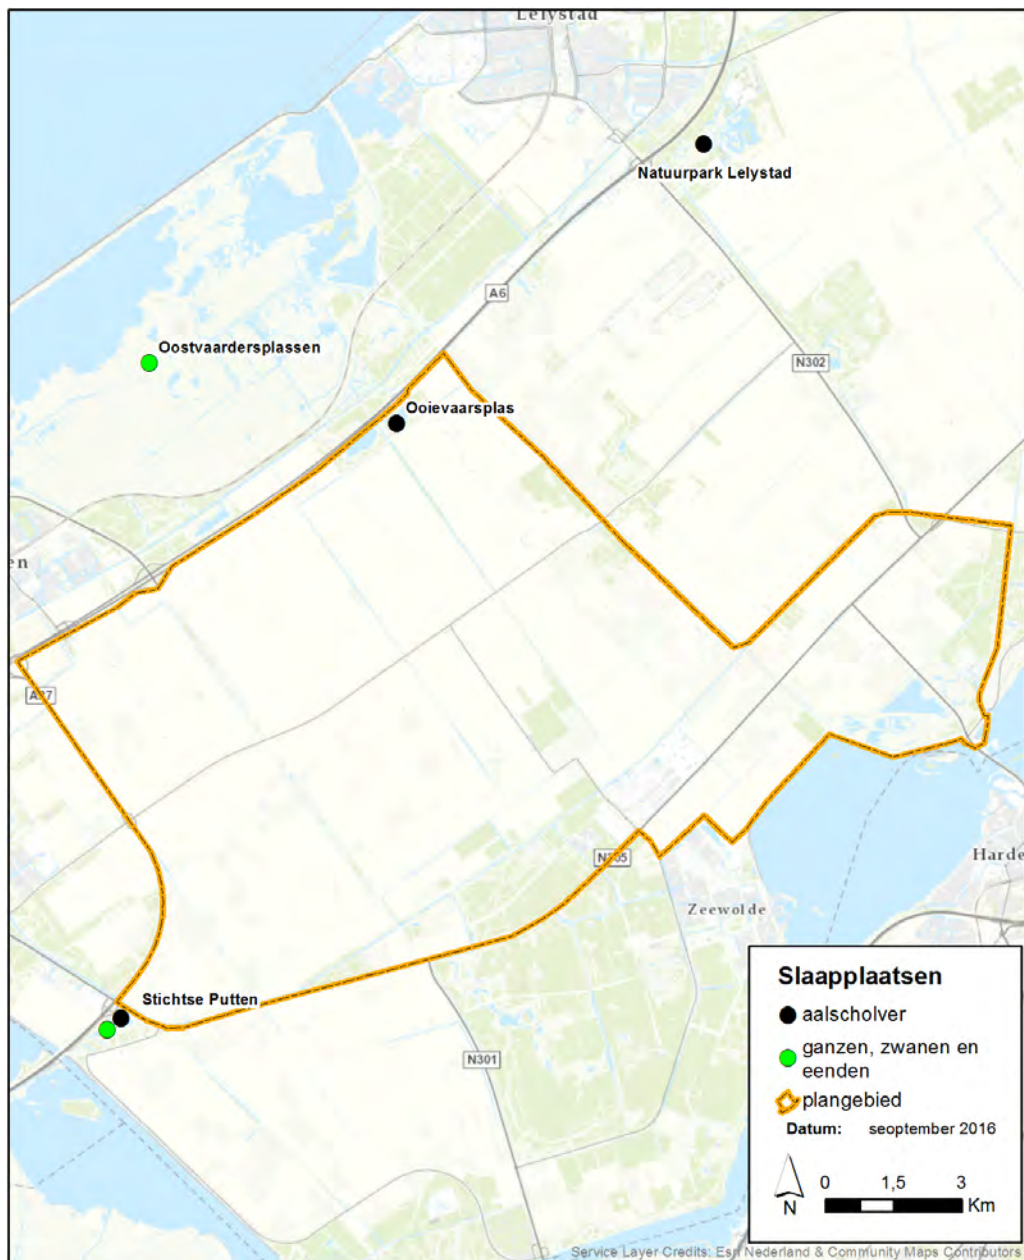 Lelystad
Natuurpark Lelystad
A6
Oostvaardersplassen
N302
Ooievaarsplas
en
A27
N305
Harde
Zeewolde
Stichtse Putten
N301
Slaapplaatsen
aalscholver
ganzen, zwanen en
eenden
plangebied
Datum: seoptember 2016
0 1,5 3
Km
N
Service Layer Credits: Esri Nederland & Community Maps Contributors